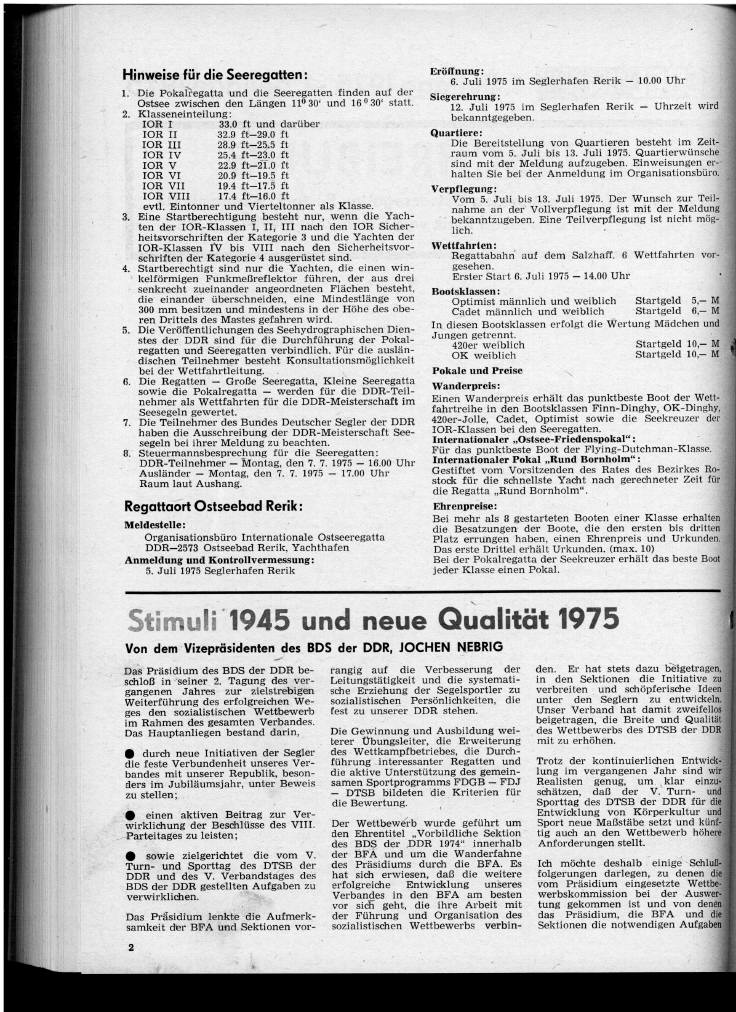 Hinweise für die Seeregatten:
1. Die Pokalregatta und die Seeregatten finden auf der
Ostsee zwischen den Längen 11⁰ 30‘ und 16 ⁰ 30‘ statt.
2. Klasseneinteilung:
IOR I 33.0 ft und darüber
IOR II 32.9 ft—29.0 ft
IOR III 28.9 ft—25.5 ft
IOR IV 25.4 ft—23.0 ft
IOR V 22.9 ft—21.0 ft
IOR VI 20.9 ft—19.5 ft
IOR VII 19.4 ft—17.5 ft
IOR VIII 17.4 ft—16.0 ft
evtl. Eintonner und Vierteltonner als Klasse.
3. Eine Startberechtigung besteht nur, wenn die Yach-
ten der IOR-Klassen I, II, III nach den IOR Sicher-
heitsvorschriften der Kategorie 3 und die Yachten der
IOR-Klassen IV bis VIII nach den Sicherheitsvor-
schriften der Kategorie 4 ausgerüstet sind.
4. Startberechtigt sind nur die Yachten, die einen win-
kelförmigen Funkmeßreflektor führen, der aus drei
senkrecht zueinander angeordneten Flächen besteht,
die einander überschneiden, eine Mindestlänge von
300 mm besitzen und mindestens in der Höhe des obe-
ren Drittels des Mastes gefahren wird.
5. Die Veröffentlichungen des Seehydrographischen Dien-
stes der DDR sind für die Durchführung der Pokal-
regatten und Seeregatten verbindlich. Für die auslän-
dischen Teilnehmer besteht Konsultationsmöglichkeit
bei der Wettfahrtleitung.
6. Die Regatten — Große Seeregatta, Kleine Seeregatta
sowie die Pokalregatta — werden für die DDR-Teil-
nehmer als Wettfahrten für die DDR-Meisterschaft im
Seesegeln gewertet.
7. Die Teilnehmer des Bundes Deutscher Segler der DDR
haben die Ausschreibung der DDR-Meisterschaft See-
segeln bei ihrer Meldung zu beachten.
8. Steuermannsbesprechung für die Seeregatten:
DDR-Teilnehmer — Montag, den 7. 7. 1975 — 16.00 Uhr
Ausländer — Montag, den 7. 7. 1975 — 17.00 Uhr
Raum laut Aushang.
Regattaort Ostseebad Rerik:
Meldestelle:
Organisationsbüro Internationale Ostseeregatta
DDR—2573 Ostseebad Rerik, Yachthafen
Anmeldung und Kontrollvermessung:
5. Juli 1975 Seglerhafen Rerik
Eröffnung:
6. Juli 1975 im Seglerhafen Rerik — 10.00 Uhr
Siegerehrung:
12. Juli 1975 im Seglerhafen Rerik — Uhrzeit wird
bekanntgegeben.
Quartiere:
Die Bereitstellung von Quartieren besteht im Zeit-
raum vom 5. Juli bis 13. Juli 1975. Quartierwünsche
sind mit der Meldung aufzugeben. Einweisungen er-
halten Sie bei der Anmeldung im Organisationsbüro.
Verpflegung:
Vom 5. Juli bis 13. Juli 1975. Der Wunsch zur Teil-
nahme an der Vollverpflegung ist mit der Meldung
bekanntzugeben. Eine Teilverpflegung ist nicht mög-
lich.
Wettfahrten:
Regattabahn auf dem Salzhaff. 6 Wettfahrten vor-
gesehen.
Erster Start 6. Juli 1975 — 14.00 Uhr
Bootsklassen:
Optimist männlich und weiblich Startgeld 5,— M
Cadet männlich und weiblich Startgeld 6,— M
In diesen Bootsklassen erfolgt die Wertung Mädchen und
Jungen getrennt.
420er weiblich Startgeld 10,— M
OK weiblich Startgeld 10,— M
Pokale und Preise
Wanderpreis:
Einen Wanderpreis erhält das punktbeste Boot der Wett-
fahrtreihe in den Bootsklassen Finn-Dinghy, OK-Dinghy,
420er-Jolle, Cadet, Optimist sowie die Seekreuzer der
IOR-Klassen bei den Seeregatten.
Internationaler „Ostsee-Friedenspokal“:
Für das punktbeste Boot der Flying-Dutchman-Klasse.
Internationaler Pokal „Rund Bornholm“:
Gestiftet vom Vorsitzenden des Rates des Bezirkes Ro-
stock für die schnellste Yacht nach gerechneter Zeit für
die Regatta „Rund Bornholm“.
Ehrenpreise:
Bei mehr als 8 gestarteten Booten einer Klasse erhalten
die Besatzungen der Boote, die den ersten bis dritten
Platz errungen haben, einen Ehrenpreis und Urkunden.
Das erste Drittel erhält Urkunden. (max. 10)
Bei der Pokalregatta der Seekreuzer erhält das beste Boot
jeder Klasse einen Pokal.
Stimuli 1945 und neue Qualität 1975
Von dem Vizepräsidenten des BDS der DDR, JOCHEN NEBRIG
Das Präsidium des BDS der DDR be-
schloß in seiner 2. Tagung des ver-
gangenen Jahres zur zielstrebigen
Weiterführung des erfolgreichen We-
ges den sozialistischen Wettbewerb
im Rahmen des gesamten Verbandes.
Das Hauptanliegen bestand darin,
● durch neue Initiativen der Segler
die feste Verbundenheit unseres Ver-
bandes mit unserer Republik, beson-
ders im Jubiläumsjahr, unter Beweis
zu stellen;
● einen aktiven Beitrag zur Ver-
wirklichung der Beschlüsse des VIII.
Parteitages zu leisten;
● sowie zielgerichtet die vom V.
Turn- und Sporttag des DTSB der
DDR und des V. Verbandstages des
BDS der DDR gestellten Aufgaben zu
verwirklichen.
Das Präsidium lenkte die Aufmerk-
samkeit der BFA und Sektionen vor-
rangig auf die Verbesserung der
Leitungstätigkeit und die systemati-
sche Erziehung der Segelsportler zu
sozialistischen Persönlichkeiten, die
fest zu unserer DDR stehen.
Die Gewinnung und Ausbildung wei-
terer Übungsleiter, die Erweiterung
des Wettkampfbetriebes, die Durch-
führung interessanter Regatten und
die aktive Unterstützung des gemein-
samen Sportprogramms FDGB — FDJ
— DTSB bildeten die Kriterien für
die Bewertung.
Der Wettbewerb wurde geführt um
den Ehrentitel „Vorbildliche Sektion
des BDS der DDR 1974“ innerhalb
der BFA und um die Wanderfahne
des Präsidiums durch die BFA. Es
hat sich erwiesen, daß die weitere
erfolgreiche Entwicklung unseres
Verbandes in den BFA am besten
vor sich geht, die ihre Arbeit mit
der Führung und Organisation des
sozialistischen Wettbewerbs verbin-
den. Er hat stets dazu beigetragen,
in den Sektionen die Initiative zu
verbreiten und schöpferische Ideen
unter den Seglern zu entwickeln.
Unser Verband hat damit zweifellos
beigetragen, die Breite und Qualität
des Wettbewerbs des DTSB der DDR
mit zu erhöhen.
Trotz der kontinuierlichen Entwick-
lung im vergangenen Jahr sind wir
Realisten genug, um klar einzu-
schätzen, daß der V. Turn- und
Sporttag des DTSB der DDR für die
Entwicklung von Körperkultur und
Sport neue Maßstäbe setzt und künf-
tig auch an den Wettbewerb höhere
Anforderungen stellt.
Ich möchte deshalb einige Schluß-
folgerungen darlegen, zu denen die
vom Präsidium eingesetzte Wettbe-
werbskommission bei der Auswer-
tung gekommen ist und von denen
das Präsidium, die BFA und die
Sektionen die notwendigen Aufgaben
2